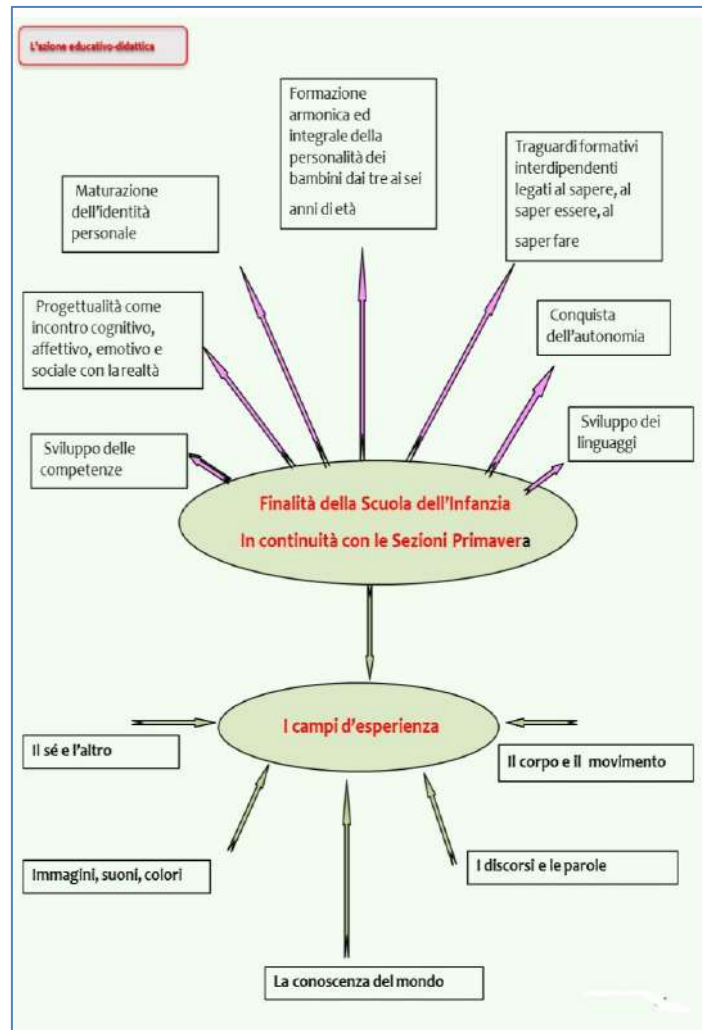 L'azione educativo-didattica
Formazione
armonica ed
integrale della
personalità dei
bambini dai tre ai sei
anni di età
Traguardi formativi
interdipendenti
legati al sapere, al
saper essere, al
saper fare
Maturazione
dell'identità
personale
Progettualità come
incontro cognitivo,
affettivo, emotivo e
sociale con la realtà
Conquista
dell'autonomia
Sviluppo delle
competenze
Sviluppo dei
linguaggi
Finalità della Scuola dell'Infanzia
In continuità con le Sezioni Primavera
I campi d'esperienza
Il sé e l'altro
Il corpo e il movimento
Immagini, suoni, colori
I discorsi e le parole
La conoscenza del mondo